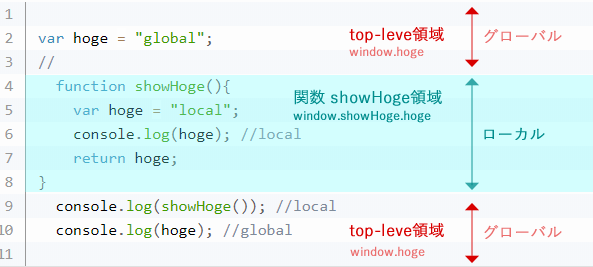 1
2 var hoge = "global"; top-leve領域 グローバル
window.hoge
3 //
4 function showHoge(){
5 var hoge = "local"; 関数 showHoge領域
window.showHoge.hoge
6 console.log(hoge); //local ローカル
7 return hoge;
8 }
9 console.log(showHoge()); //local
10 console.log(hoge); //global top-leve領域 グローバル
window.hoge
11